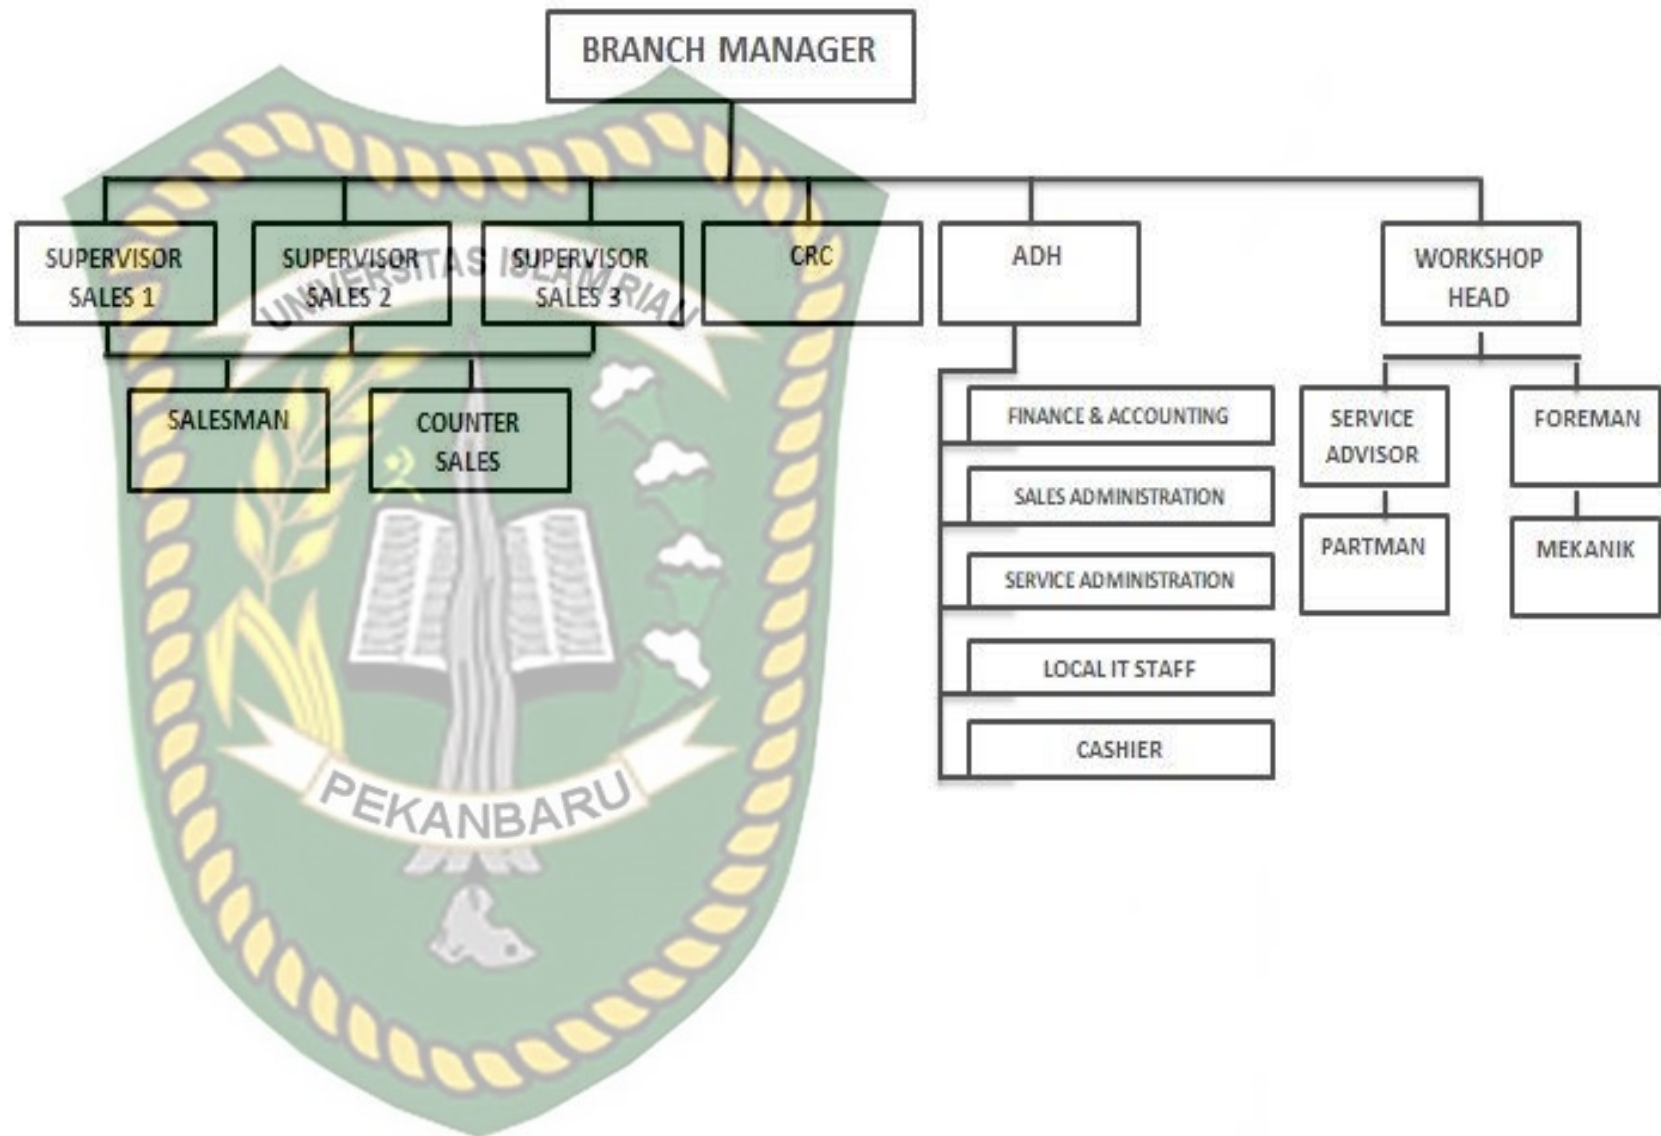 BRANCH MANAGER
SUPERVISOR
SALES 1
SUPERVISOR
SALES 2
SUPERVISOR
SALES 3
CRC
ADH
WORKSHOP
HEAD
UNIVERSITAS ISLAM RIAU
SALESMAN
COUNTER
SALES
FINANCE & ACCOUNTING
SALES ADMINISTRATION
SERVICE ADMINISTRATION
LOCAL IT STAFF
CASHIER
SERVICE
ADVISOR
FOREMAN
PARTMAN
MEKANIK
PEKANBARU